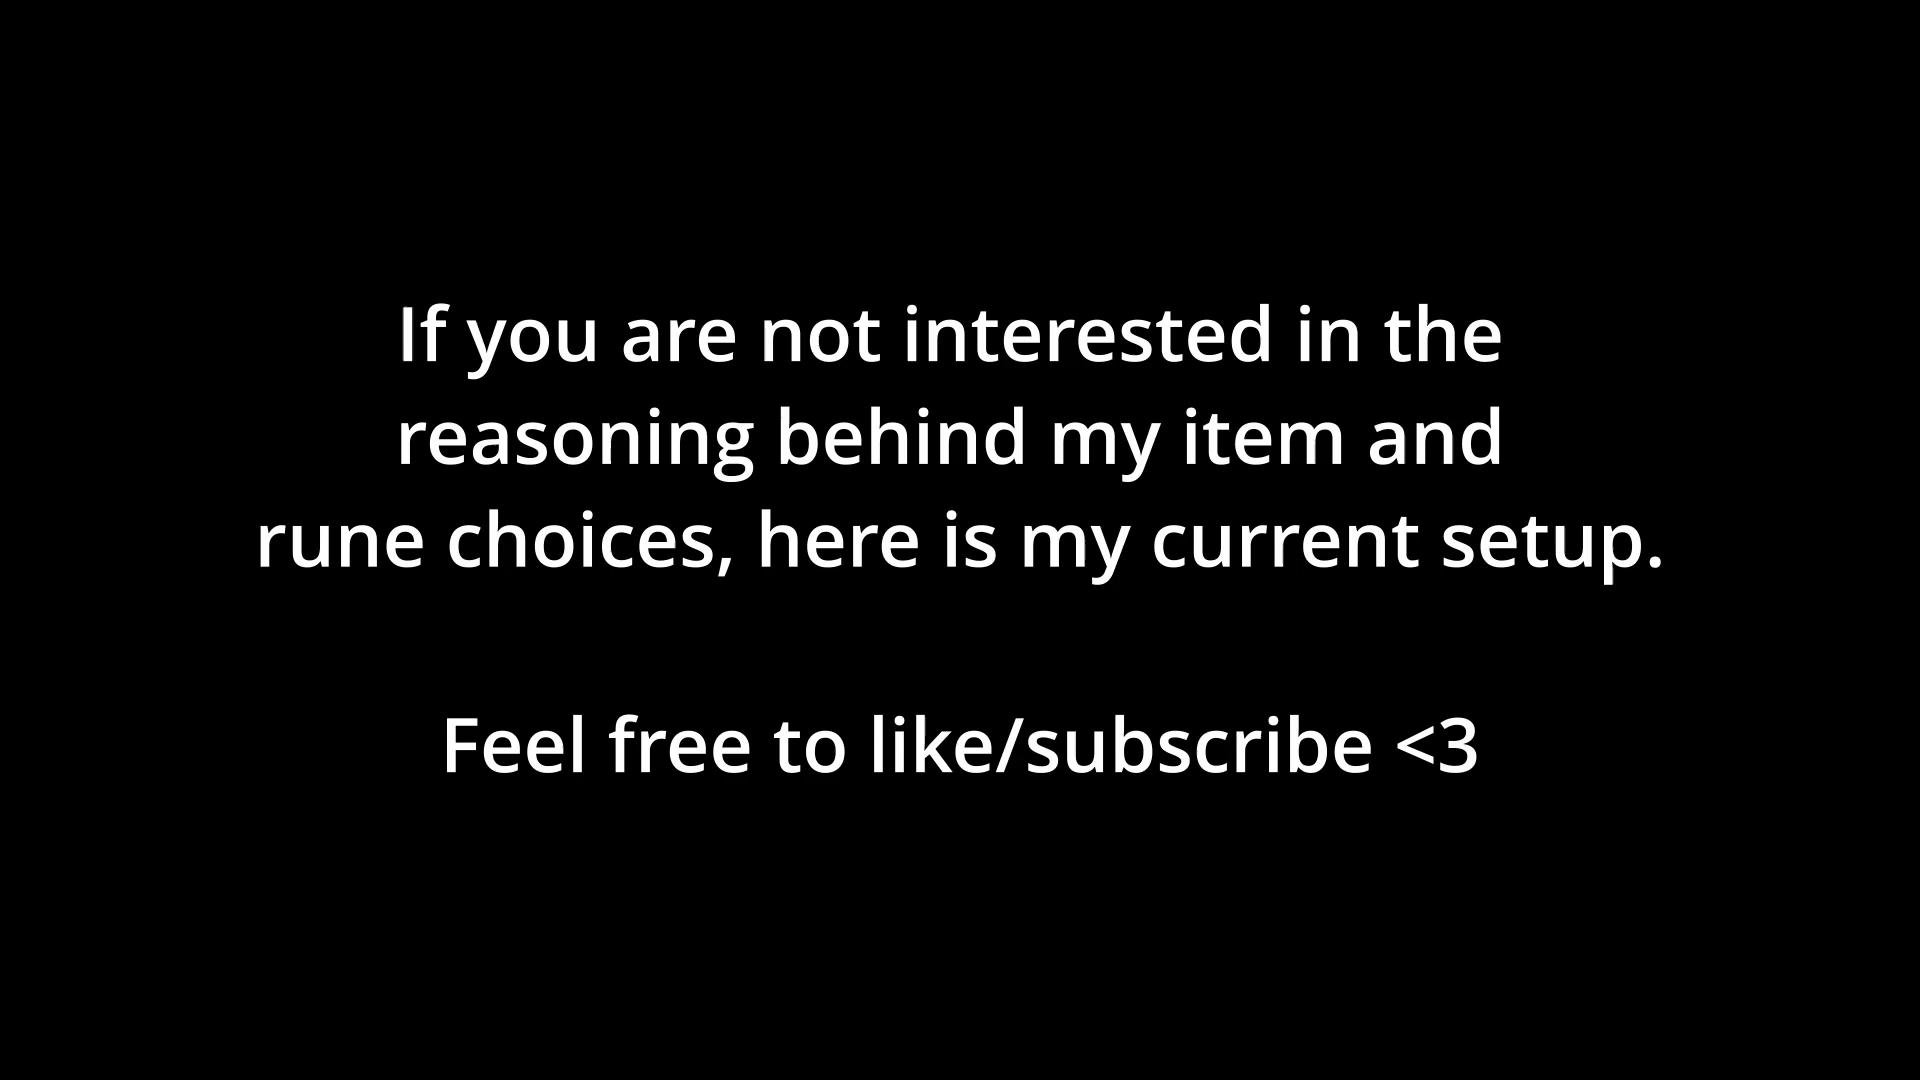 If you are not interested in the
reasoning behind my item and
rune choices, here is my current setup.
Feel free to like/subscribe <3